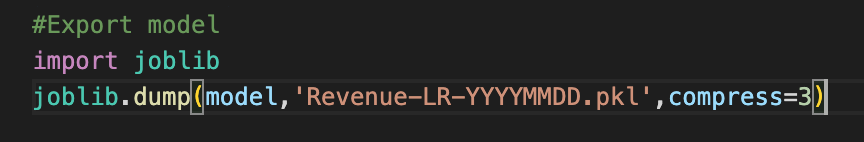 #Export model
import joblib
joblib.dump(model,'Revenue-LR-YYYYMMDD.pkl',compress=3)